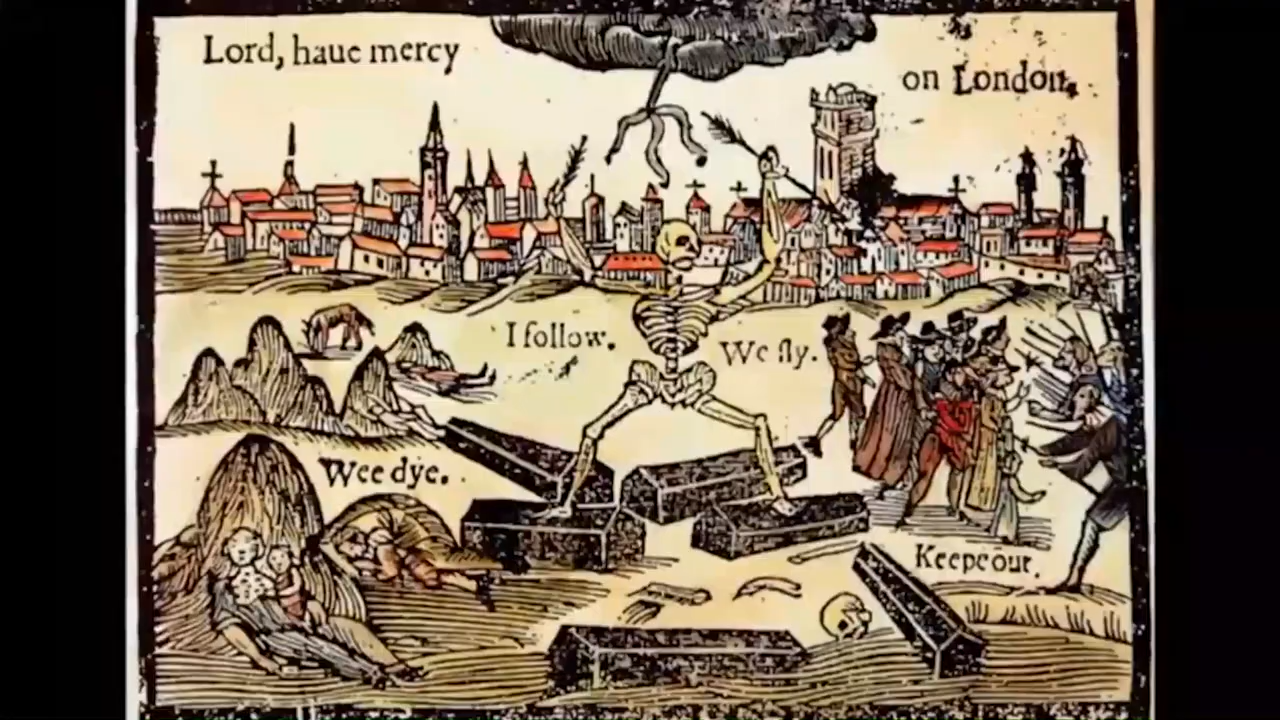 Lord, haue mercy
on London.
I follow.
We fly.
Wee dye.
Keepe out.